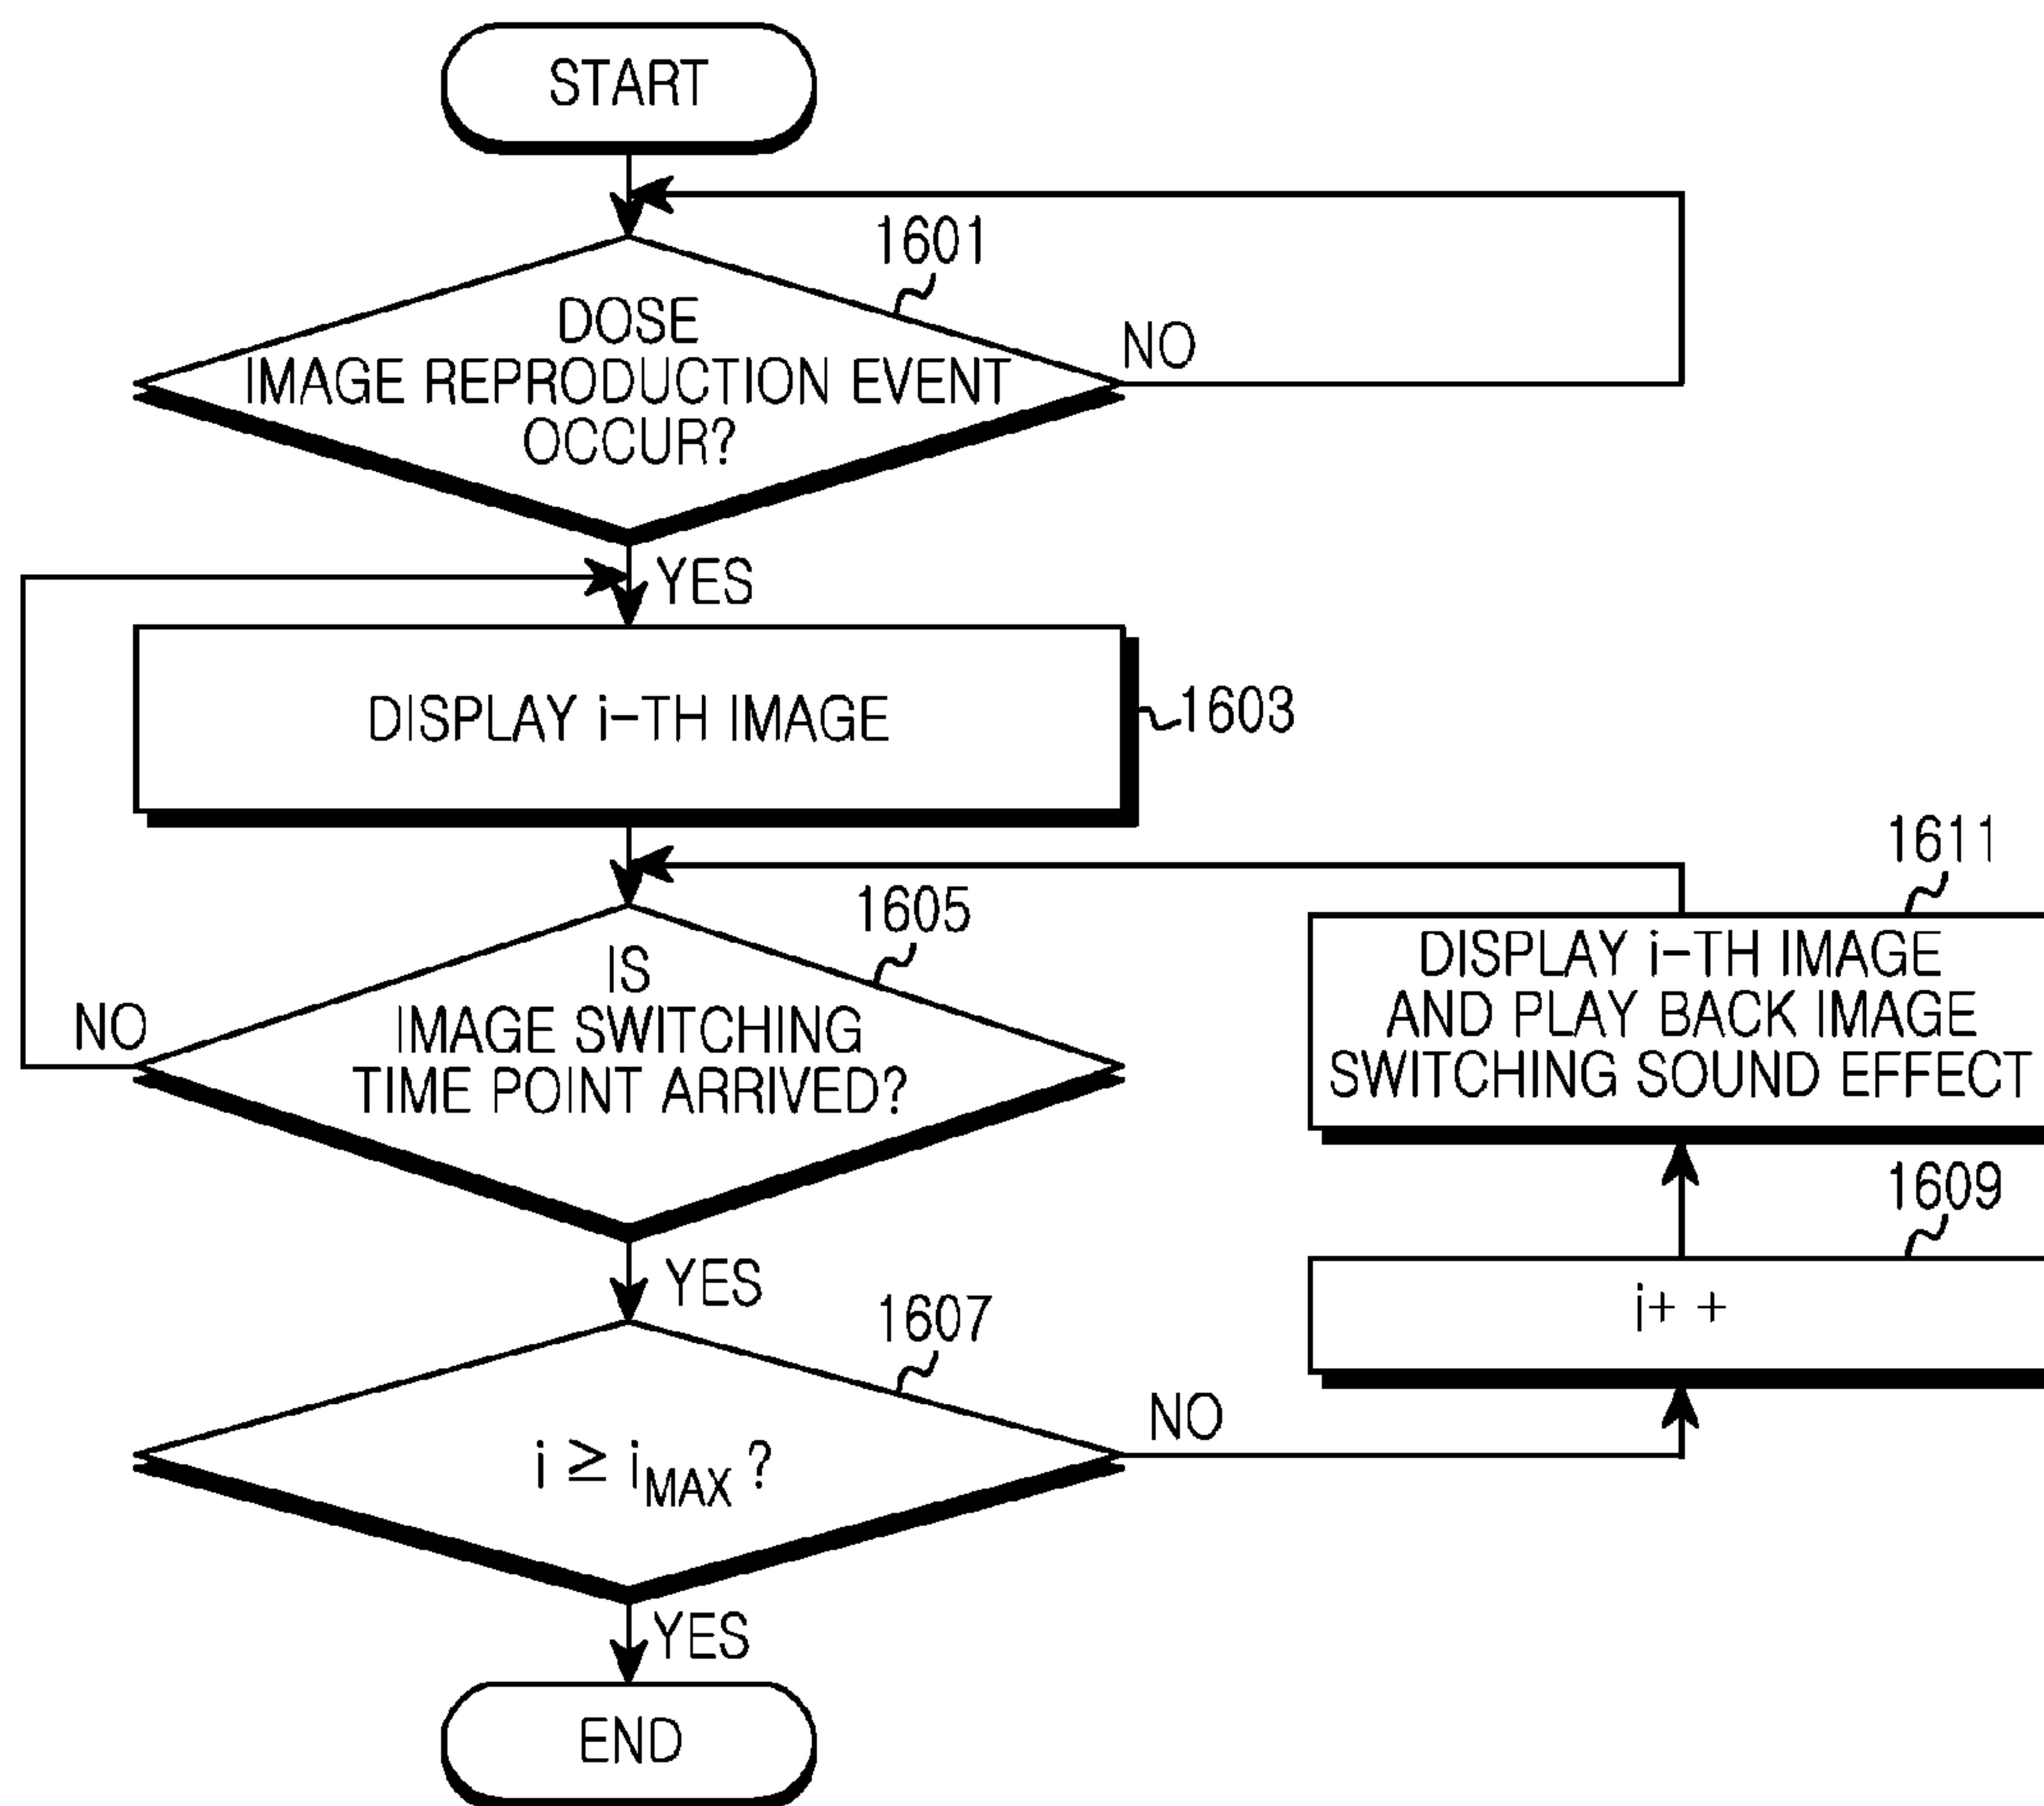 START
1601
DOSE
IMAGE REPRODUCTION EVENT
OCCUR?
NO
YES
DISPLAY i-TH IMAGE
1603
1605
IS
IMAGE SWITCHING
TIME POINT ARRIVED?
NO
YES
1611
DISPLAY i-TH IMAGE
AND PLAY BACK IMAGE
SWITCHING SOUND EFFECT
1609
i+ +
1607
i ≥ iMAX ?
NO
YES
END